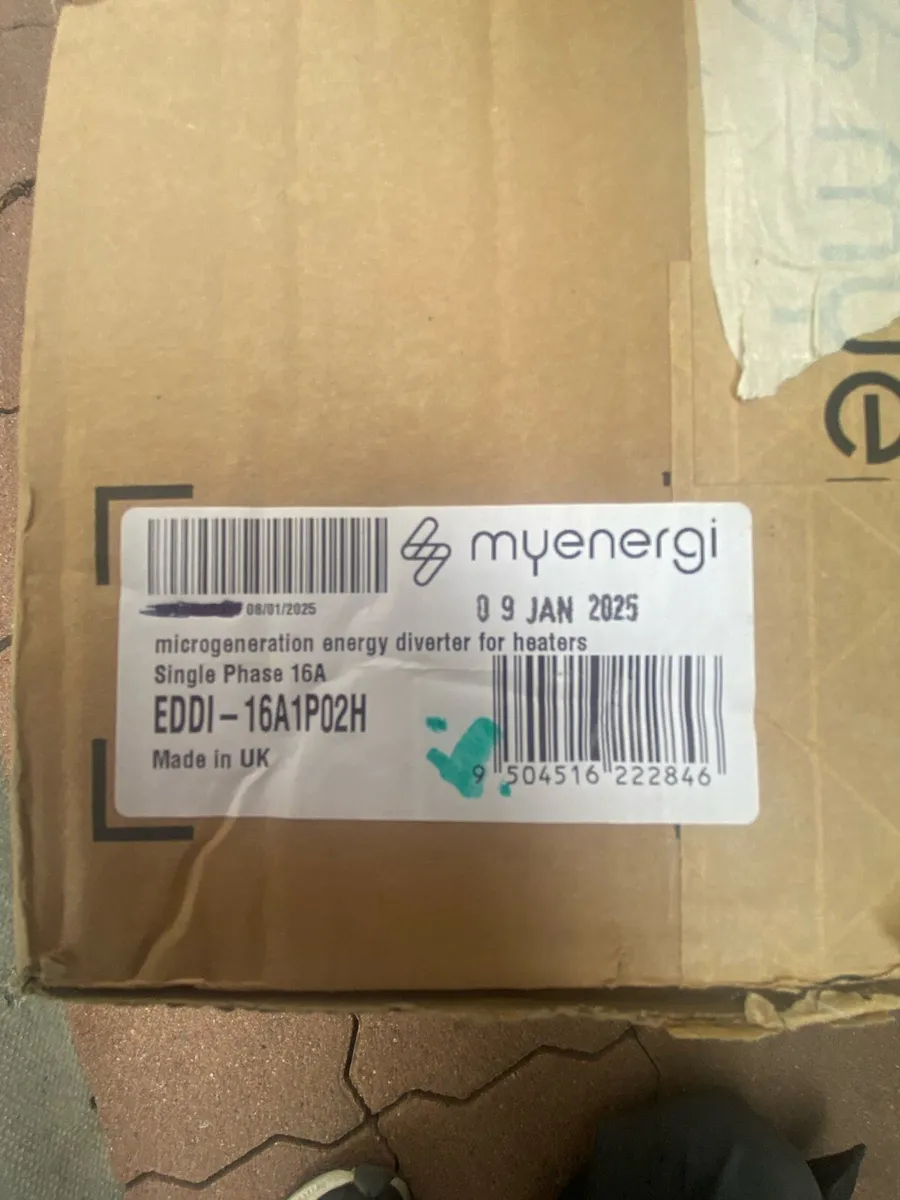 myenergi
08/01/2025
0 9 JAN 2025
microgeneration energy diverter for heaters
Single Phase 16A
EDDI-16A1P02H
Made in UK
9 504516 222846